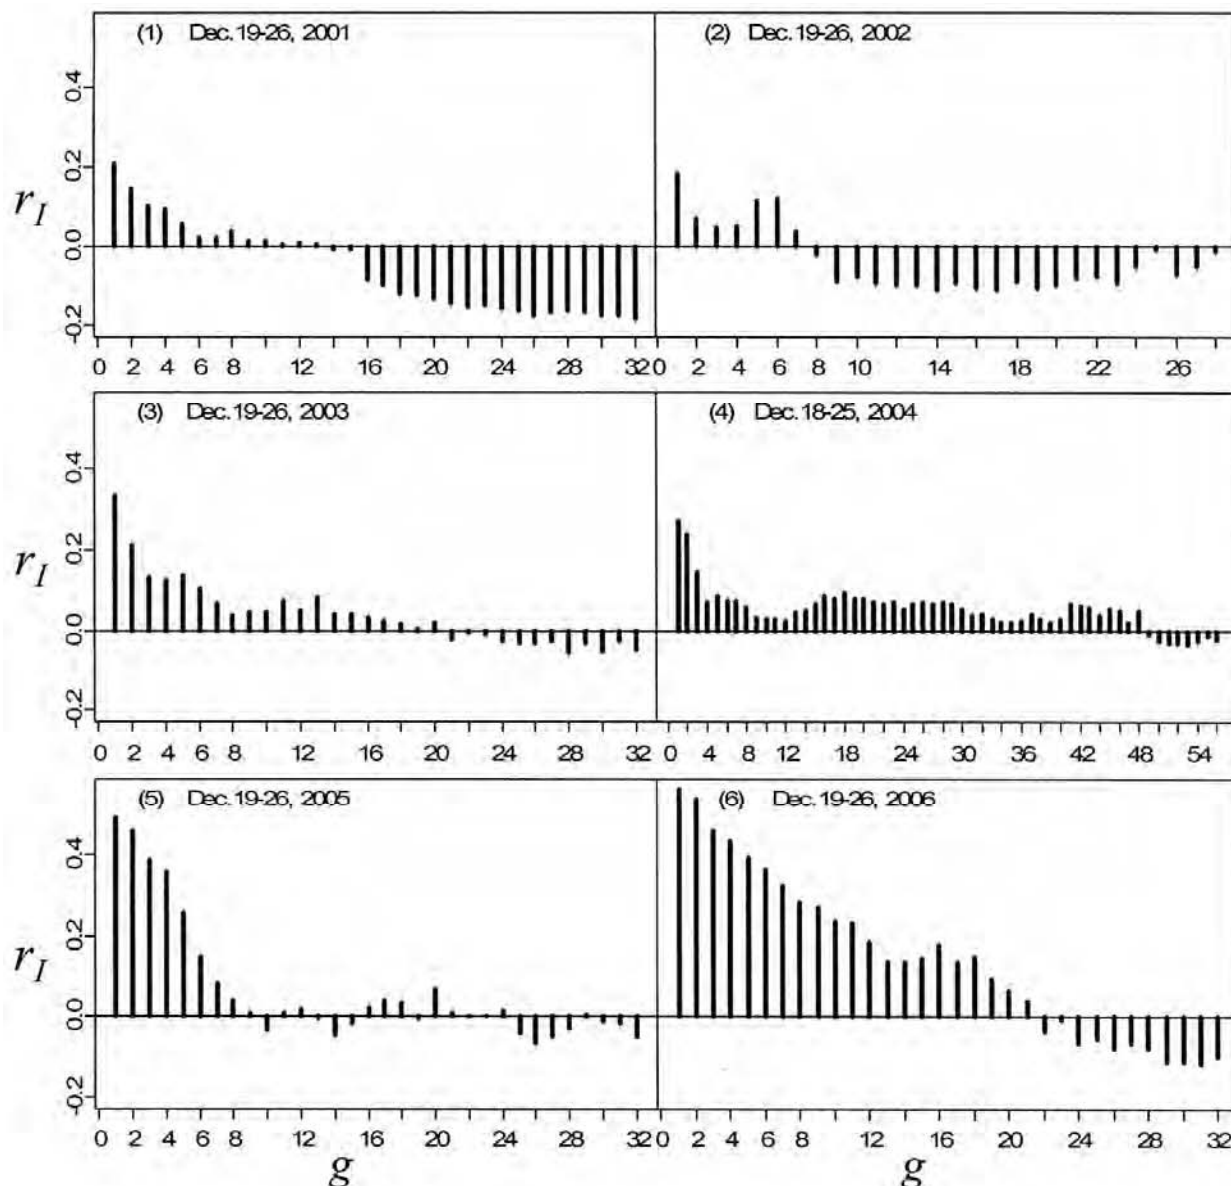 (1) Dec. 19-26, 2001
(2) Dec. 19-26, 2002
0.4
0.2
0.0
-0.2
r_I
0 2 4 6 8 12 16 20 24 28 32
0 2 4 6 8 10 14 18 22 26
(3) Dec. 19-26, 2003
(4) Dec. 18-25, 2004
0.4
0.2
0.0
-0.2
r_I
0 2 4 6 8 12 16 20 24 28 32
0 4 8 12 18 24 30 36 42 48 54
(5) Dec. 19-26, 2005
(6) Dec. 19-26, 2006
0.4
0.2
0.0
-0.2
r_I
0 2 4 6 8 12 16 20 24 28 32
0 2 4 6 8 12 16 20 24 28 32
g
g